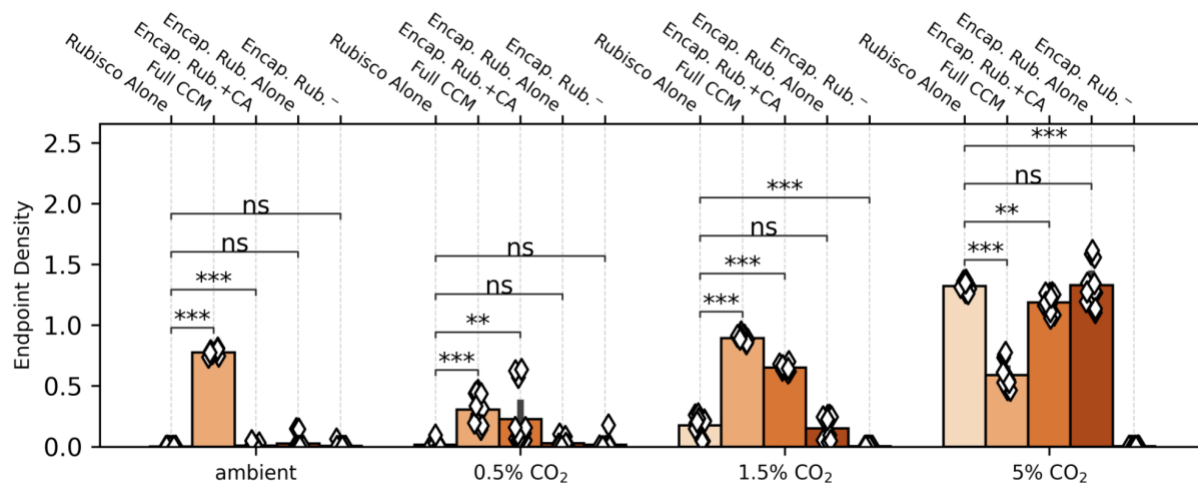 Rubisco Alone
Full CCM
Encap. Rub.+CA
Encap. Rub. Alone
Encap. Rub. –
Rubisco Alone
Full CCM
Encap. Rub.+CA
Encap. Rub. Alone
Encap. Rub. –
Rubisco Alone
Full CCM
Encap. Rub.+CA
Encap. Rub. Alone
Encap. Rub. –
Rubisco Alone
Full CCM
Encap. Rub.+CA
Encap. Rub. Alone
Encap. Rub. –
Endpoint Density
2.5
2.0
1.5
1.0
0.5
0.0
ns
ns
***
***
ns
ns
**
***
***
ns
***
***
***
ns
**
***
ambient
0.5% CO₂
1.5% CO₂
5% CO₂